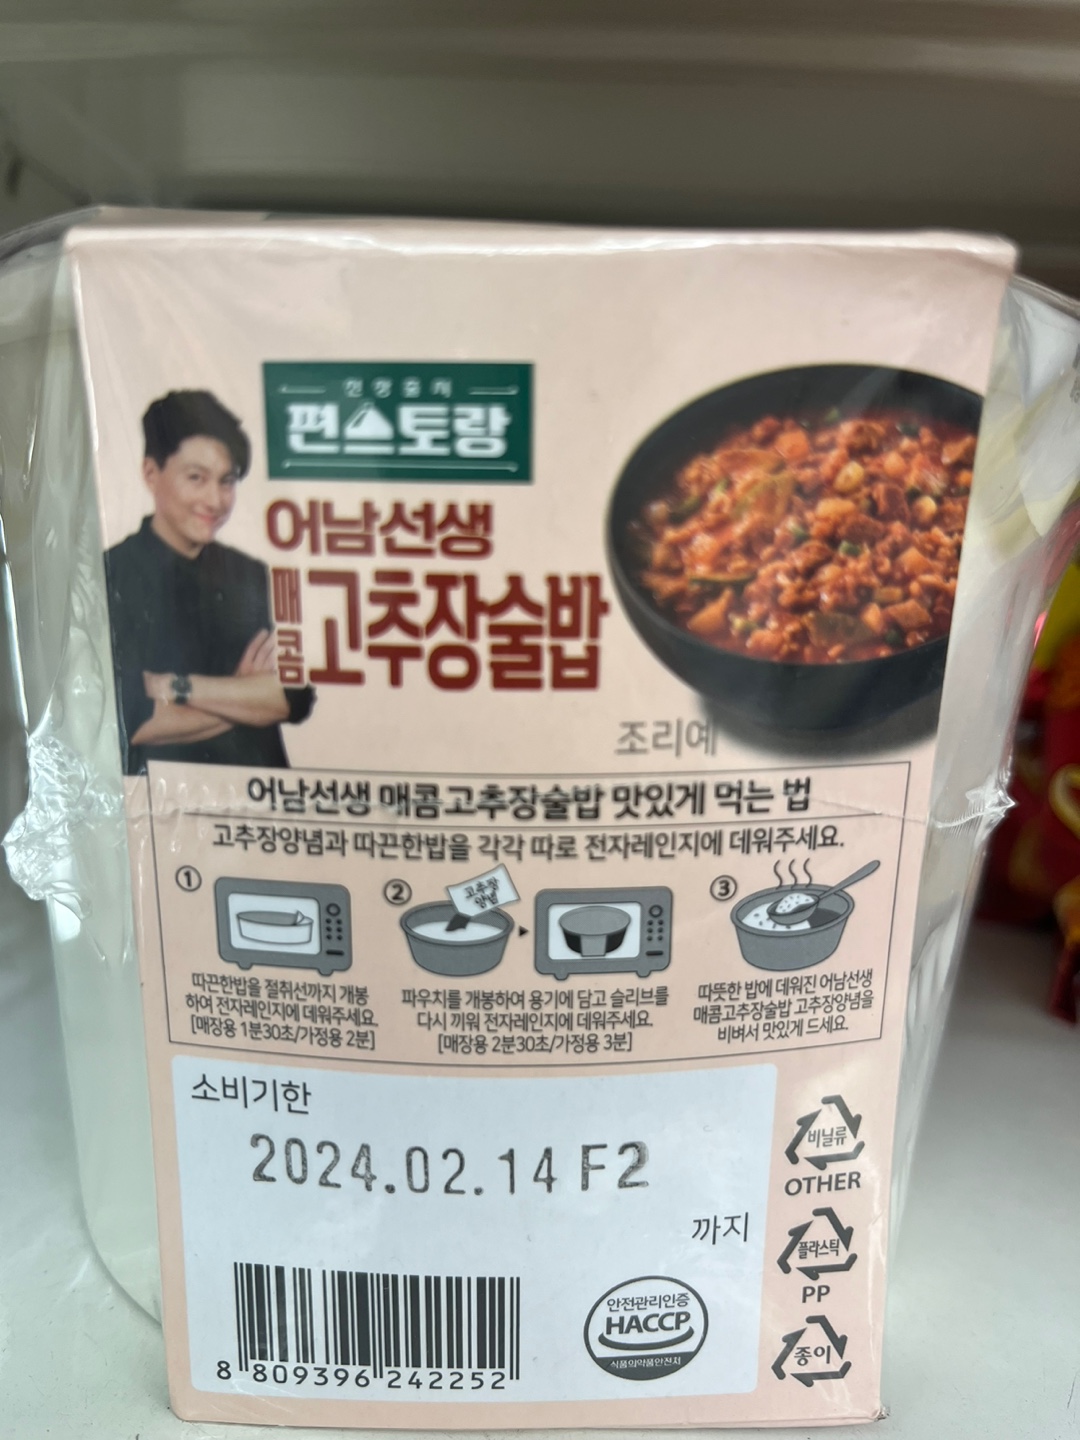 신상출시
편스토랑
어남선생
매콤 고추장술밥
조리예
어남선생 매콤고추장술밥 맛있게 먹는 법
고추장양념과 따끈한밥을 각각 따로 전자레인지에 데워주세요.
①
따끈한밥을 절취선까지 개봉
하여 전자레인지에 데워주세요.
[매장용 1분30초/가정용 2분]
②
고추장
양념
파우치를 개봉하여 용기에 담고 슬리브를
다시 끼워 전자레인지에 데워주세요.
[매장용 2분30초/가정용 3분]
③
따뜻한 밥에 데워진 어남선생
매콤고추장술밥 고추장양념을
비벼서 맛있게 드세요.
소비기한
2024.02.14 F2
까지
8 809396 242252
안전관리인증
HACCP
식품의약품안전처
비닐류
OTHER
플라스틱
PP
종이